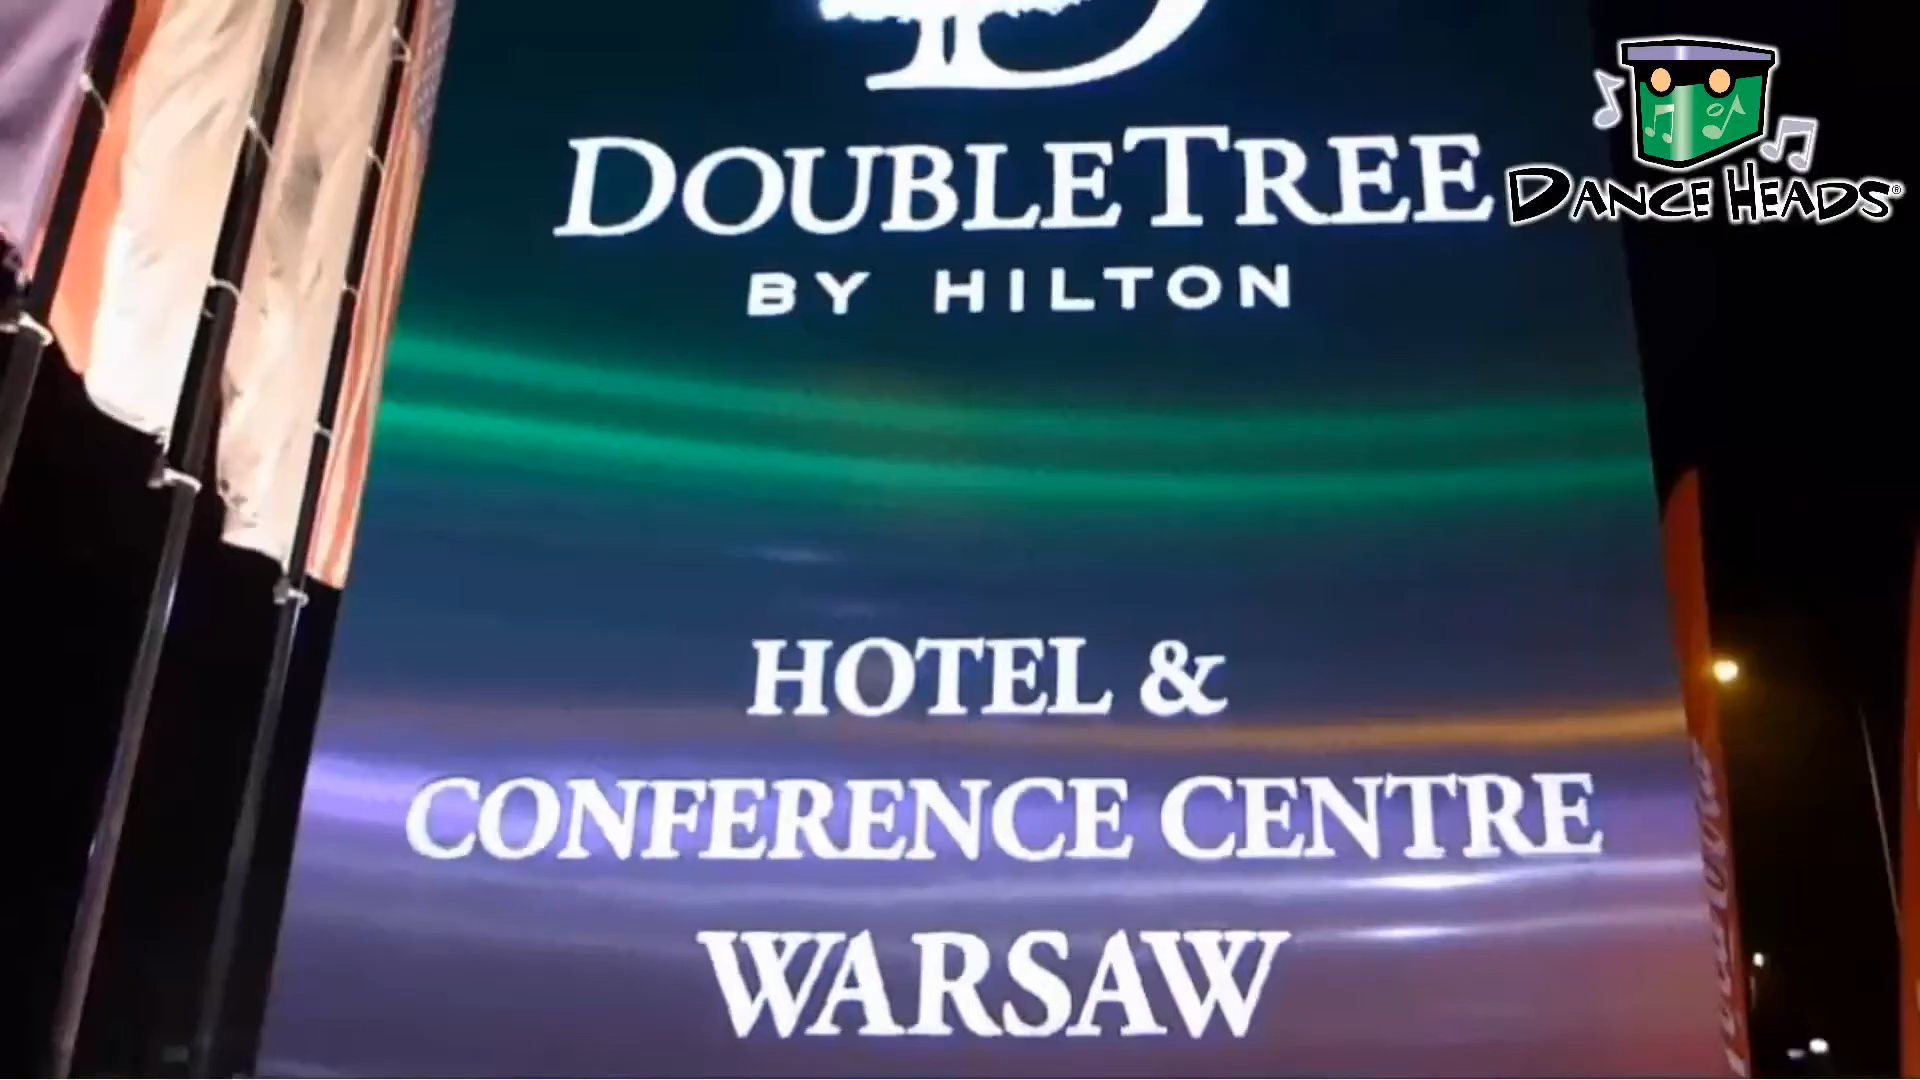 DOUBLETREE
BY HILTON
DANCE HEADS®
HOTEL &
CONFERENCE CENTRE
WARSAW